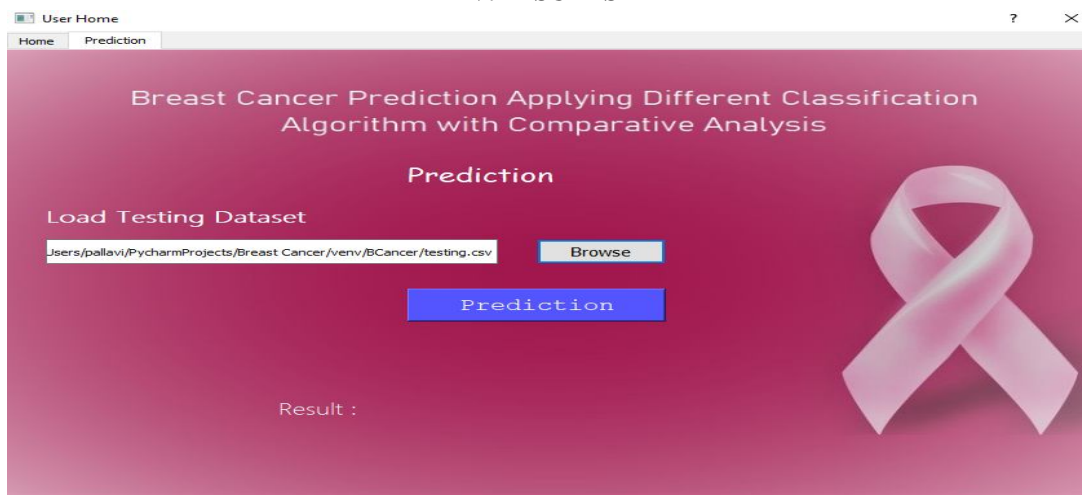 User Home
?
Home Prediction
Breast Cancer Prediction Applying Different Classification
Algorithm with Comparative Analysis
Prediction
Load Testing Dataset
Users/pallavi/PycharmProjects/Breast Cancer/venv/BCancer/testing.csv Browse
Prediction
Result :